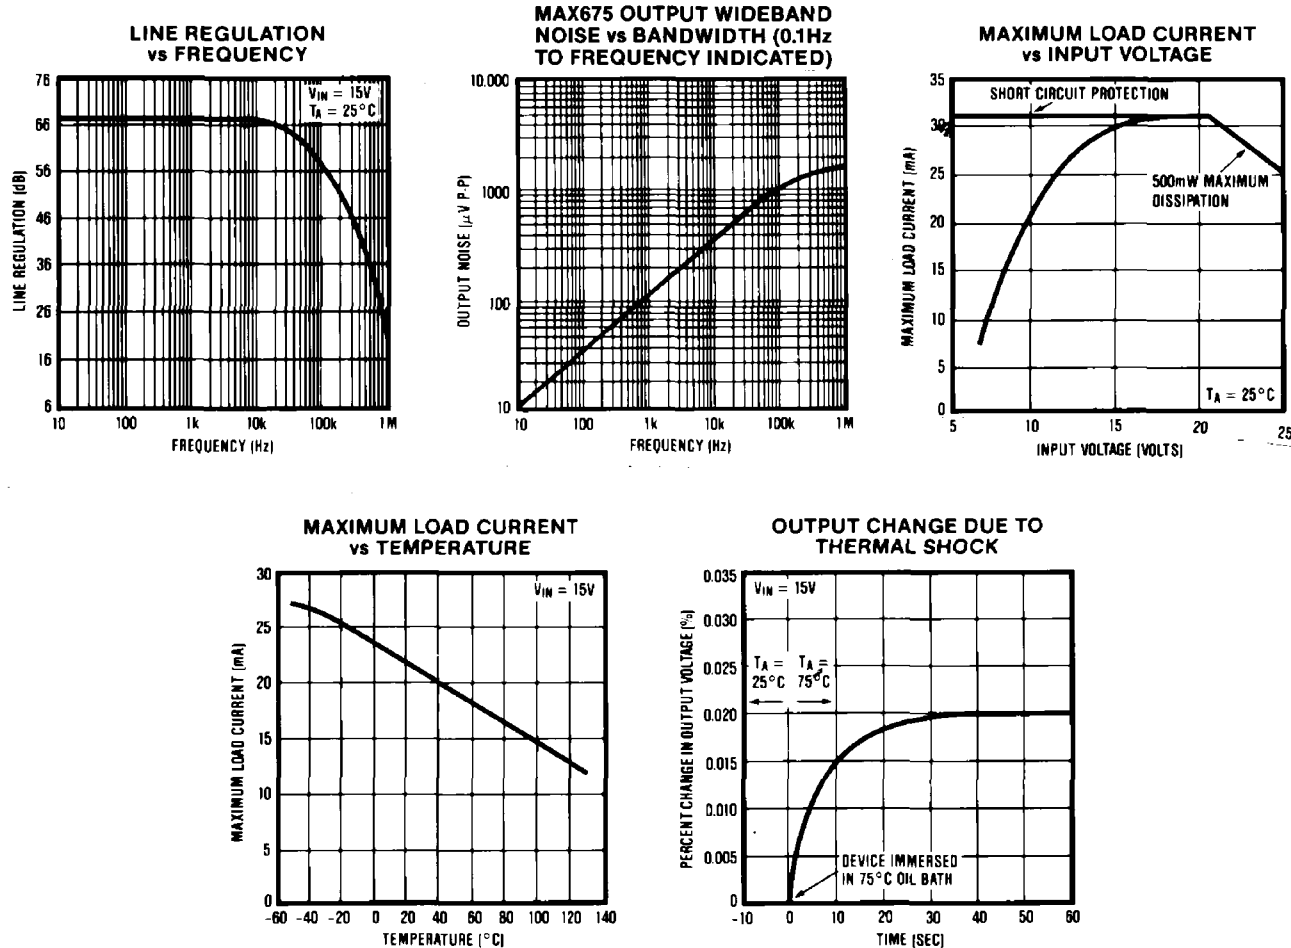 LINE REGULATION
vs FREQUENCY
76
66
56
46
36
26
16
6
LINE REGULATION (dB)
VIN = 15V
TA = 25°C
10 100 1k 10k 100k 1M
FREQUENCY (Hz)
MAX675 OUTPUT WIDEBAND
NOISE vs BANDWIDTH (0.1Hz
TO FREQUENCY INDICATED)
10.000
1000
100
10
OUTPUT NOISE (μV P-P)
10 100 1k 10k 100k 1M
FREQUENCY (Hz)
MAXIMUM LOAD CURRENT
vs INPUT VOLTAGE
35
30
25
20
15
10
5
0
MAXIMUM LOAD CURRENT (mA)
SHORT CIRCUIT PROTECTION
500mW MAXIMUM
DISSIPATION
TA = 25°C
5 10 15 20 25
INPUT VOLTAGE (VOLTS)
MAXIMUM LOAD CURRENT
vs TEMPERATURE
30
25
20
15
10
5
0
MAXIMUM LOAD CURRENT (mA)
VIN = 15V
-60 -40 -20 0 20 40 60 80 100 120 140
TEMPERATURE (°C)
OUTPUT CHANGE DUE TO
THERMAL SHOCK
0.035
0.030
0.025
0.020
0.015
0.010
0.005
0
PERCENT CHANGE IN OUTPUT VOLTAGE (%)
VIN = 15V
TA = TA =
25°C 75°C
DEVICE IMMERSED
IN 75°C OIL BATH
-10 0 10 20 30 40 50 60
TIME (SEC)